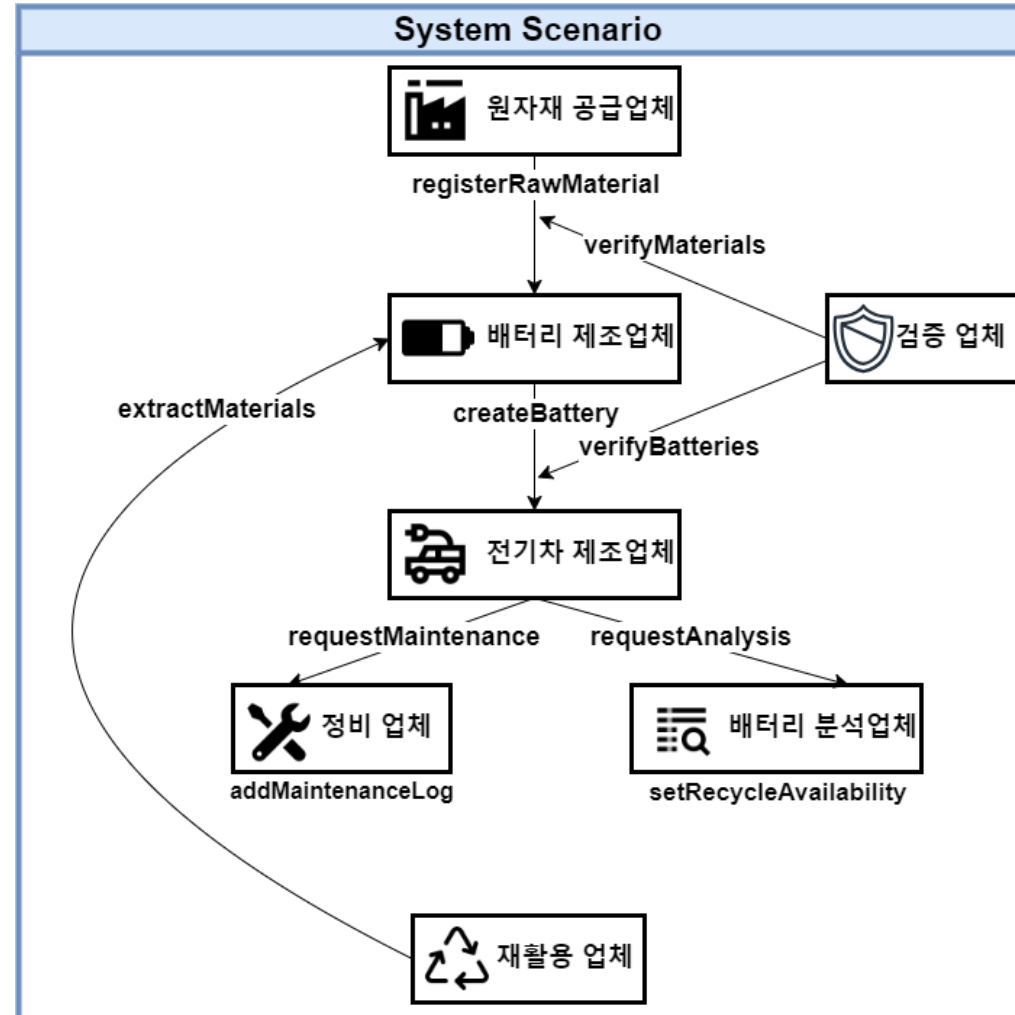 System Scenario
원자재 공급업체
registerRawMaterial
verifyMaterials
배터리 제조업체
검증 업체
extractMaterials
createBattery
verifyBatteries
전기차 제조업체
requestMaintenance
requestAnalysis
정비 업체
배터리 분석업체
addMaintenanceLog
setRecycleAvailability
재활용 업체